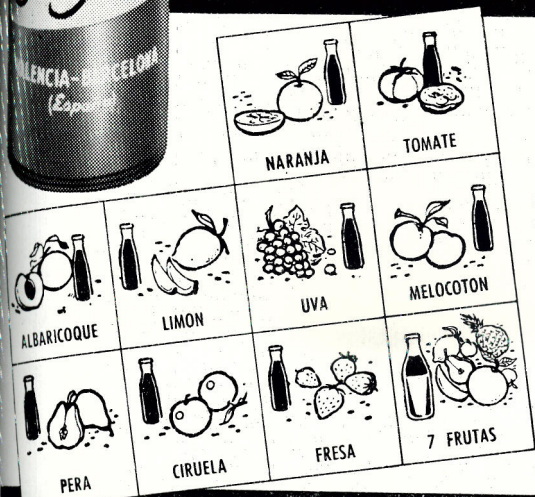 VALENCIA-BARCELONA
(España)
NARANJA
TOMATE
ALBARICOQUE
LIMON
UVA
MELOCOTON
PERA
CIRUELA
FRESA
7 FRUTAS